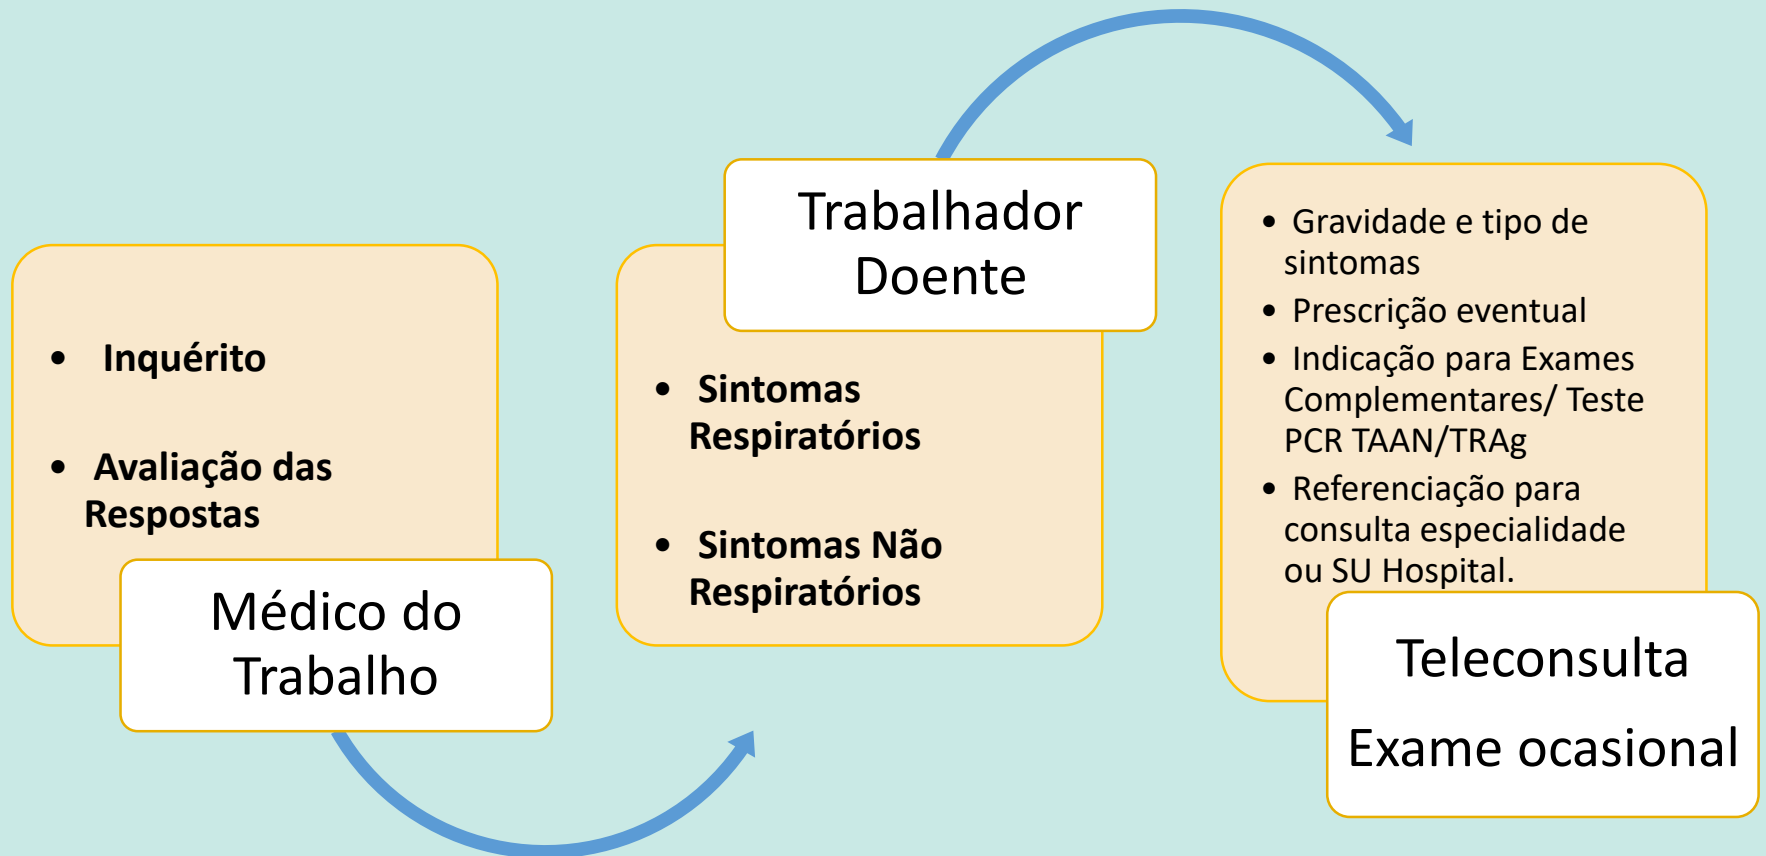 • Inquérito
• Avaliação das
Respostas
Médico do
Trabalho
Trabalhador
Doente
• Sintomas
Respiratórios
• Sintomas Não
Respiratórios
• Gravidade e tipo de
sintomas
• Prescrição eventual
• Indicação para Exames
Complementares/ Teste
PCR TAAN/TRAg
• Referenciação para
consulta especialidade
ou SU Hospital.
Teleconsulta
Exame ocasional